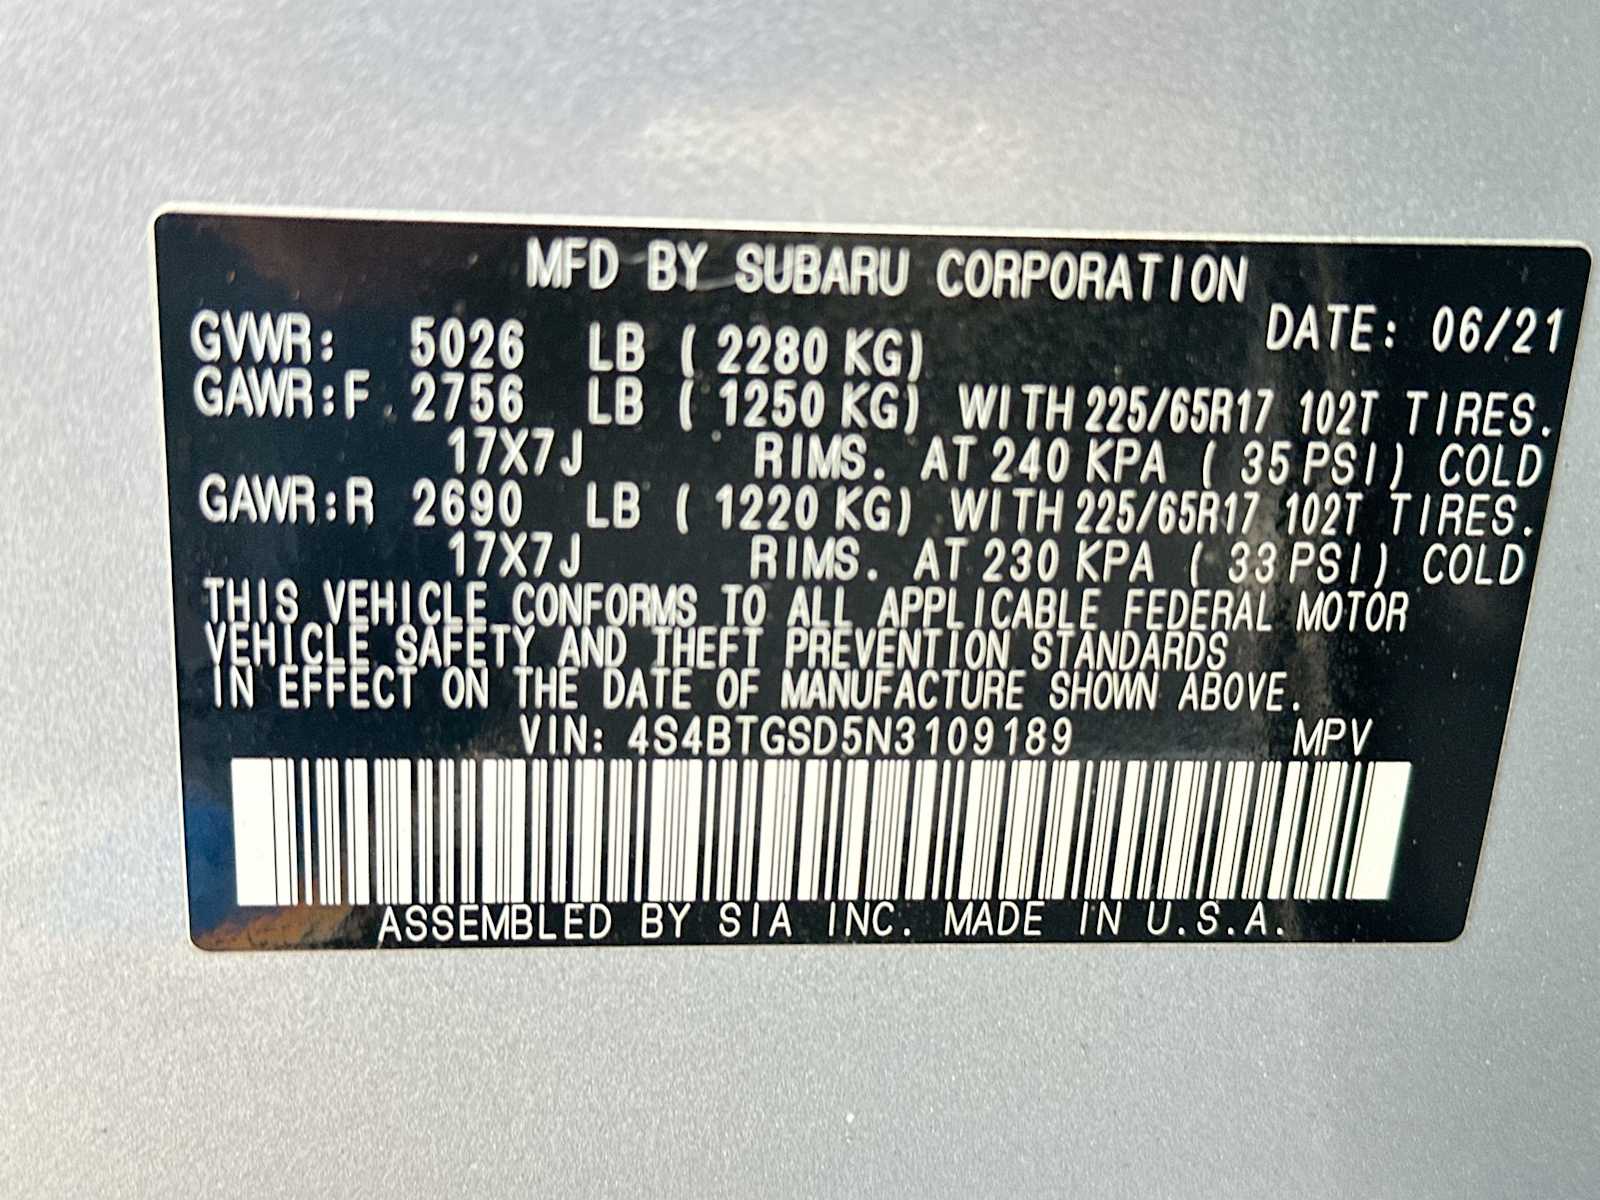 MFD BY SUBARU CORPORATION
GVWR: 5026 LB ( 2280 KG) DATE: 06/21
GAWR:F 2756 LB ( 1250 KG) WITH 225/65R17 102T TIRES.
17X7J RIMS. AT 240 KPA ( 35 PSI) COLD
GAWR:R 2690 LB ( 1220 KG) WITH 225/65R17 102T TIRES.
17X7J RIMS. AT 230 KPA ( 33 PSI) COLD
THIS VEHICLE CONFORMS TO ALL APPLICABLE FEDERAL MOTOR
VEHICLE SAFETY AND THEFT PREVENTION STANDARDS
IN EFFECT ON THE DATE OF MANUFACTURE SHOWN ABOVE.
VIN: 4S4BTGSD5N3109189 MPV
ASSEMBLED BY SIA INC. MADE IN U.S.A.